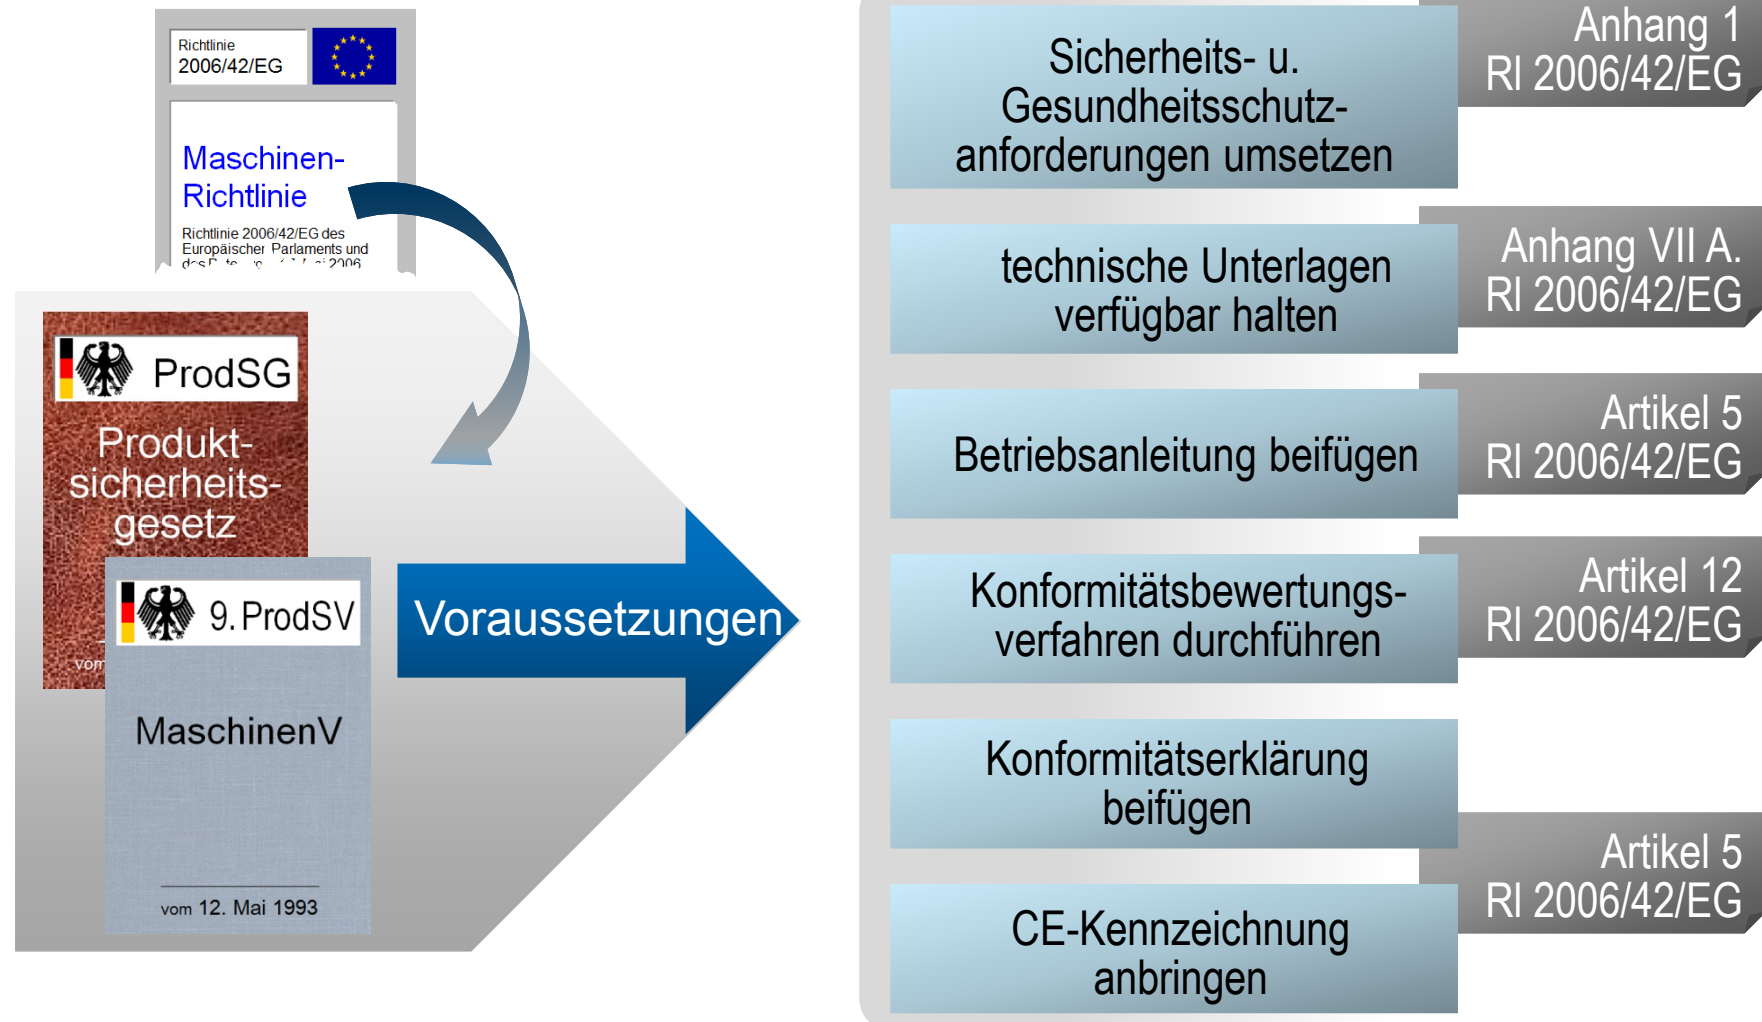 Richtlinie
2006/42/EG
Maschinen-
Richtlinie
Richtlinie 2006/42/EG des
Europäischer Parlaments und
2006
ProdSG
Produkt-
sicherheits-
gesetz
vom
9. ProdSV
MaschinenV
vom 12. Mai 1993
Voraussetzungen
Sicherheits- u.
Gesundheitsschutz-
anforderungen umsetzen
Anhang 1
Rl 2006/42/EG
technische Unterlagen
verfügbar halten
Anhang VII A.
Rl 2006/42/EG
Betriebsanleitung beifügen
Artikel 5
Rl 2006/42/EG
Konformitätsbewertungs-
verfahren durchführen
Artikel 12
Rl 2006/42/EG
Konformitätserklärung
beifügen
Artikel 5
Rl 2006/42/EG
CE-Kennzeichnung
anbringen